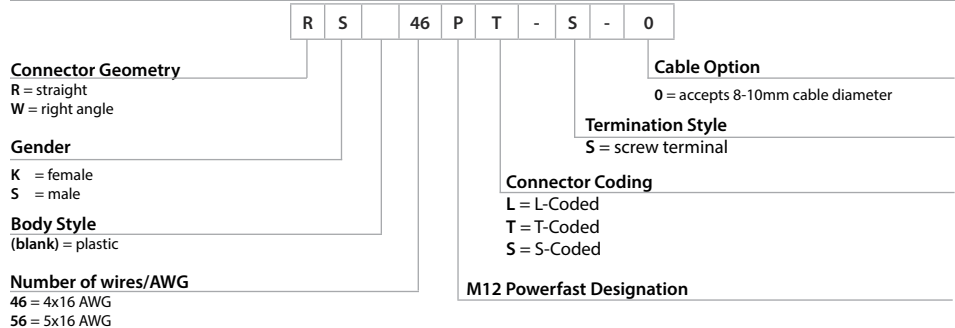 R S 46 P T - S - 0
Connector Geometry
R = straight
W = right angle
Gender
K = female
S = male
Body Style
(blank) = plastic
Number of wires/AWG
46 = 4x16 AWG
56 = 5x16 AWG
Cable Option
0 = accepts 8-10mm cable diameter
Termination Style
S = screw terminal
Connector Coding
L = L-Coded
T = T-Coded
S = S-Coded
M12 Powerfast Designation